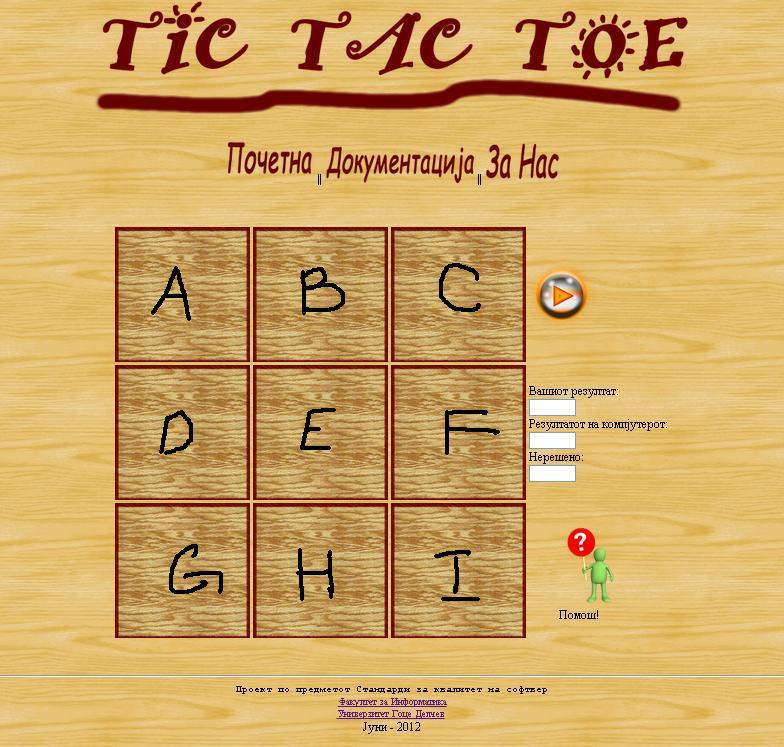 TiC TAC TOE
Почетна || Документација || За Нас
A B C
Вашиот резултат:
D E F
Резултатот на компјутерот:
Нерешено:
?
G H I
Помош!
Проект по предметот Стандарди за квалитет на софтвер
Факултет за Информатика
Универзитет Гоце Делчев
Јуни - 2012